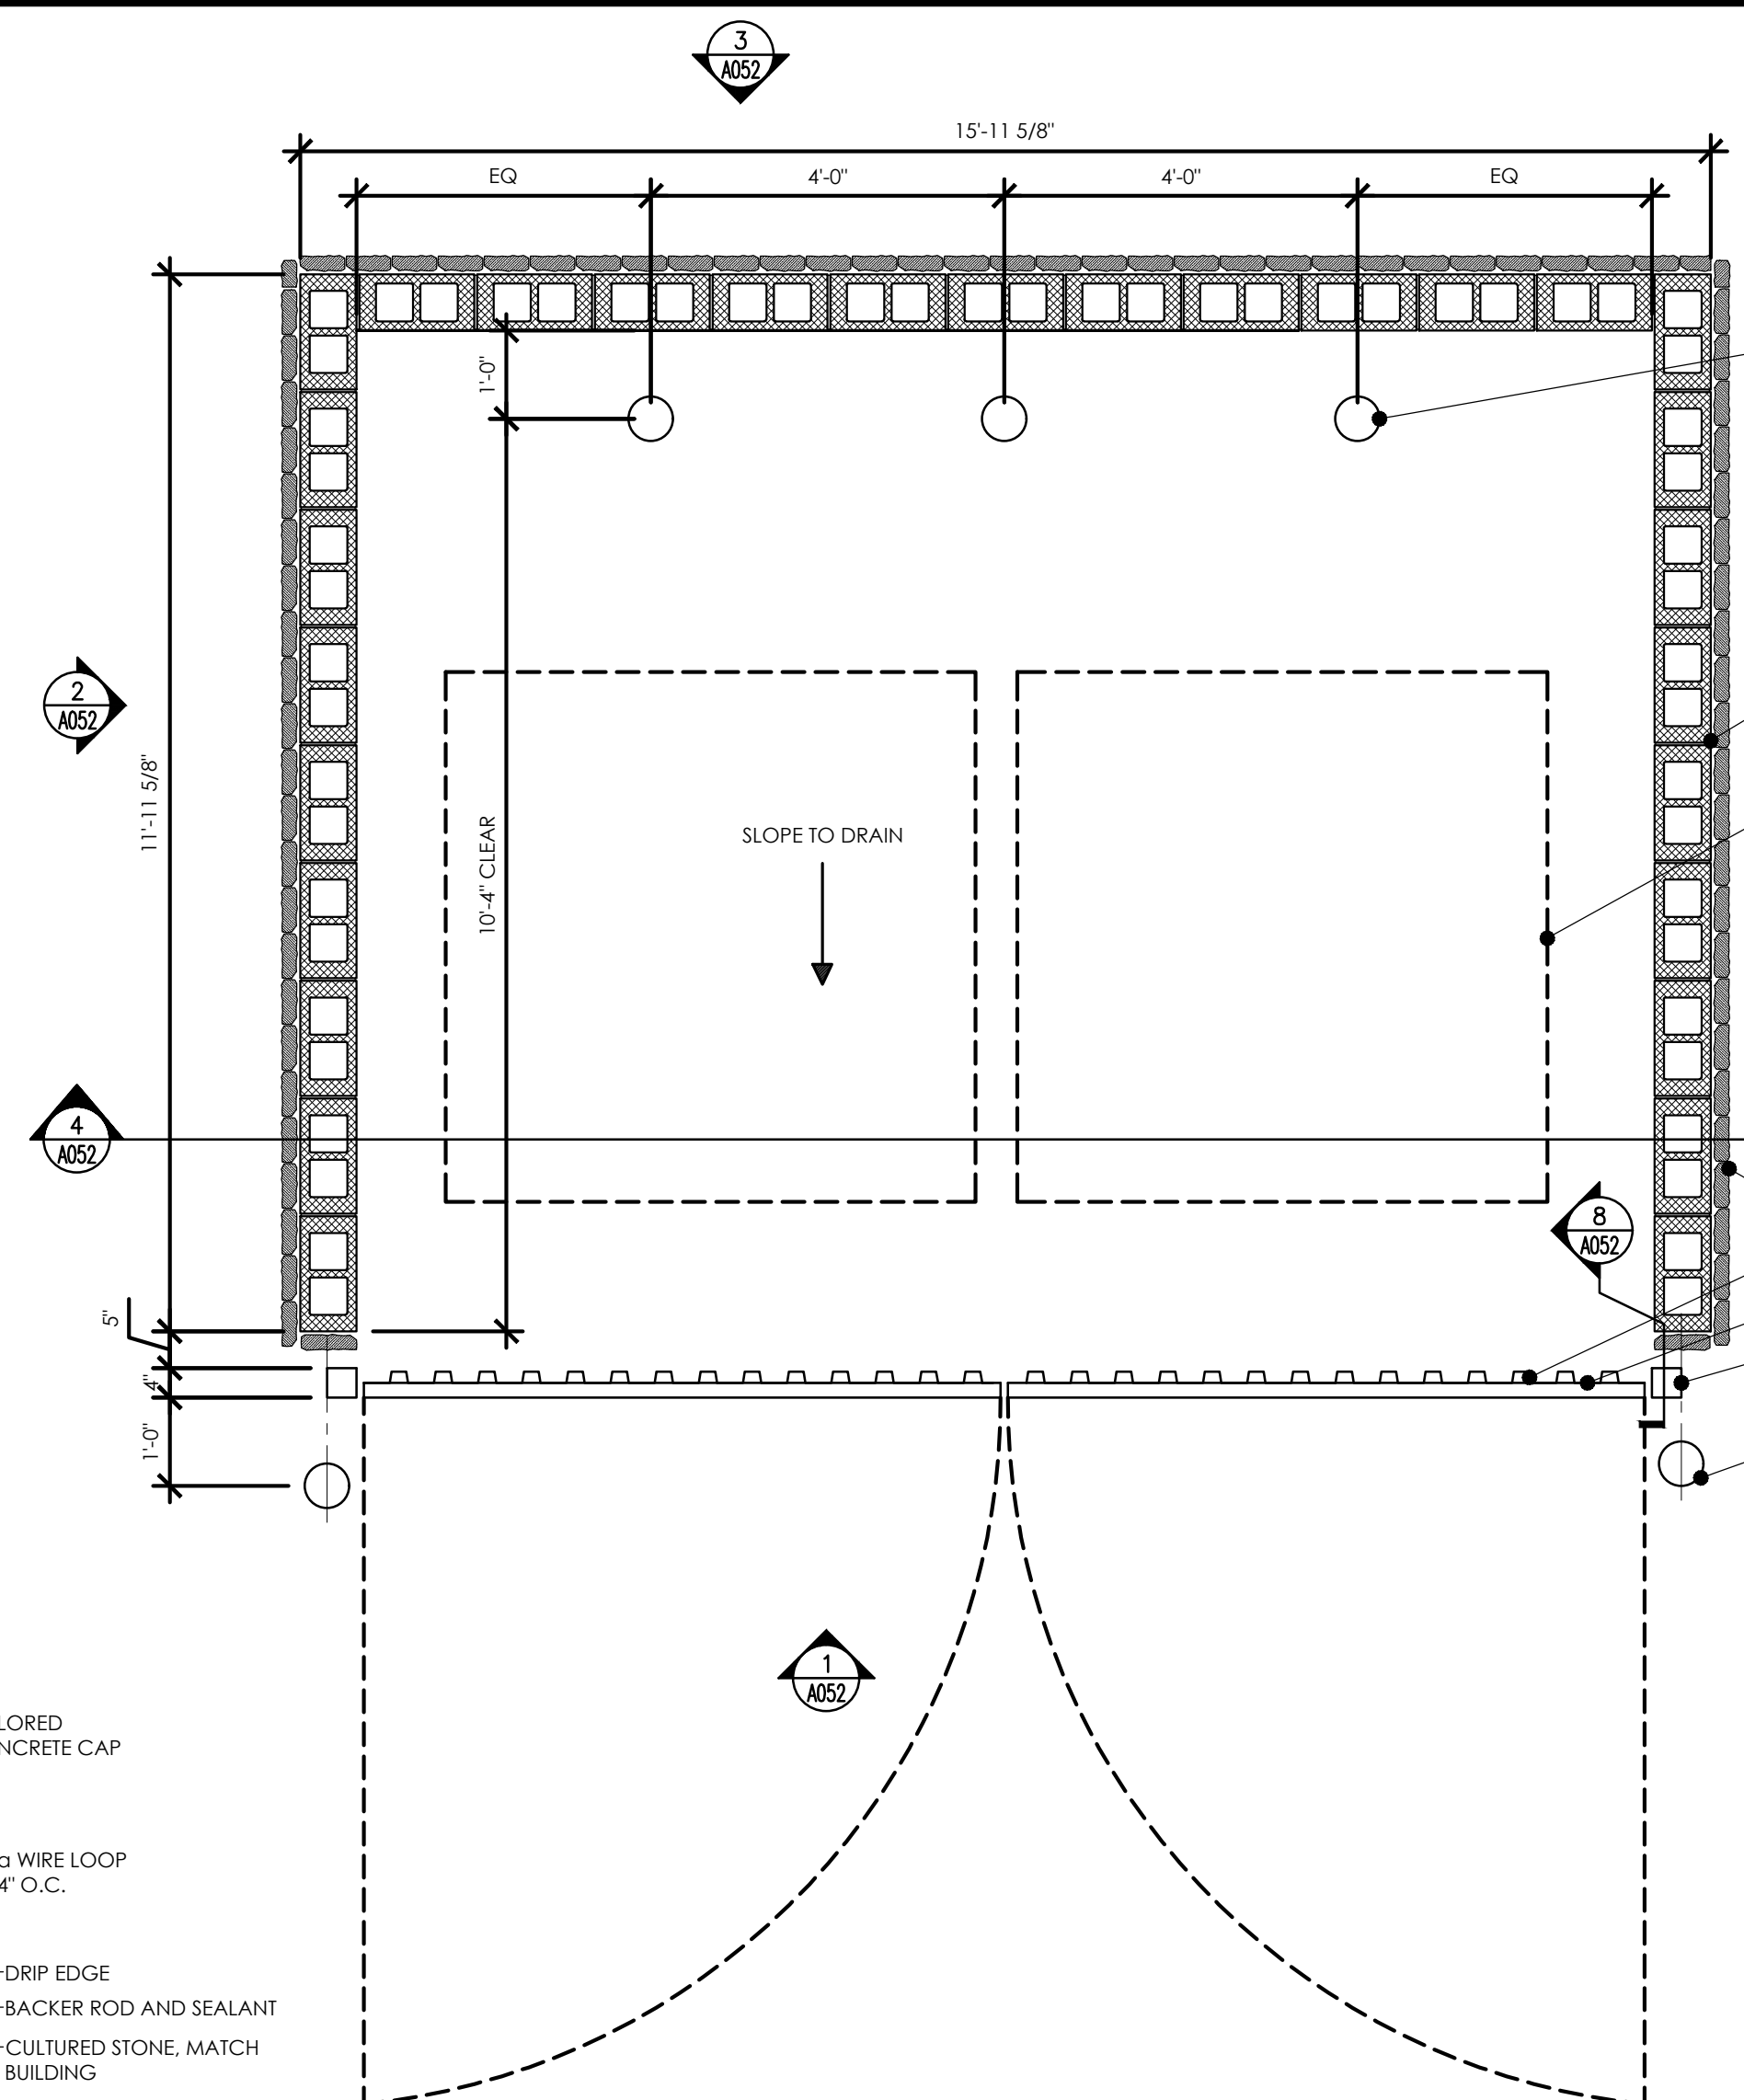 3
A052
15'-11 5/8"
EQ
4'-0"
4'-0"
EQ
1'-0"
2
A052
11'-11 5/8"
10'-4" CLEAR
SLOPE TO DRAIN
4
A052
8
A052
5"
4"
1'-0"
1
A052
LORED
NCRETE CAP
a WIRE LOOP
4" O.C.
DRIP EDGE
BACKER ROD AND SEALANT
CULTURED STONE, MATCH
BUILDING